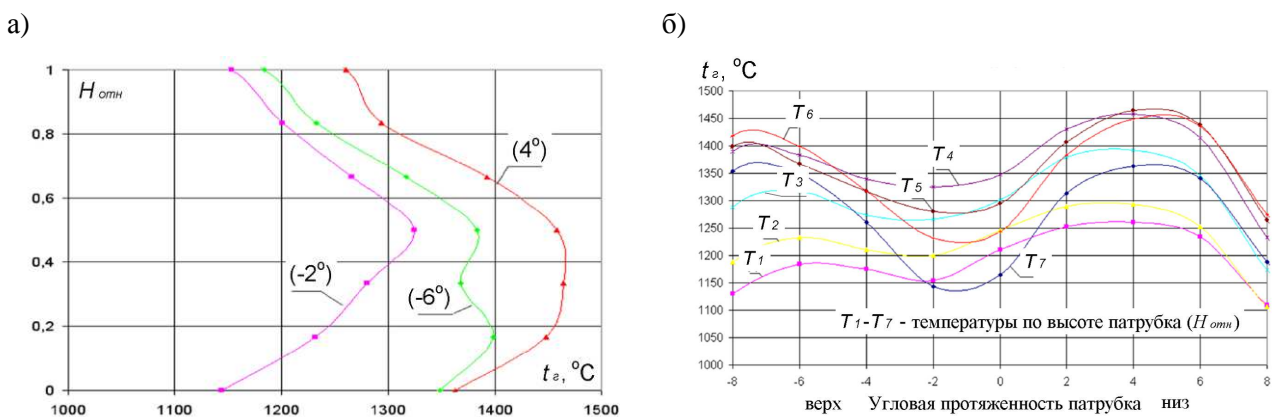 а)
1
0,8
0,6
0,4
0,2
0
H отн
(4°)
(-2°)
(-6°)
t г, °C
1000 1100 1200 1300 1400 1500
б)
t г, °C
1500
1450
1400
1350
1300
1250
1200
1150
1100
1050
1000
T 6
T 4
T 3
T 5
T 2
T 1
T 7
T 1-T 7 - температуры по высоте патрубка (H отн)
-8 -6 -4 -2 0 2 4 6 8
верх Угловая протяженность патрубка низ